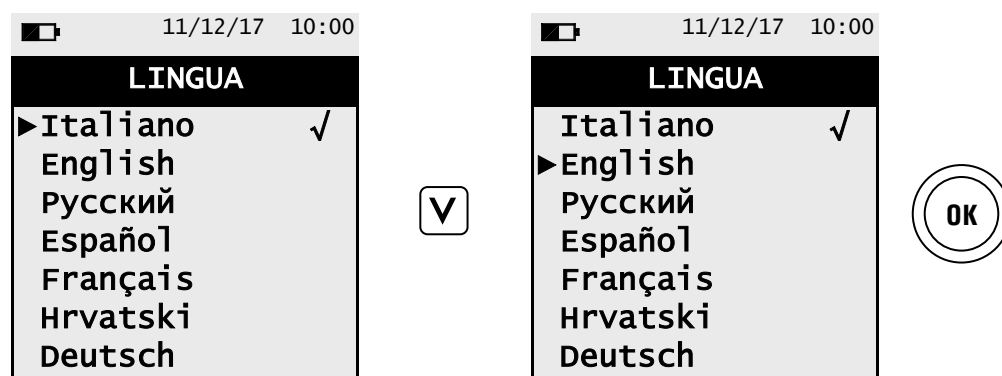 11/12/17 10:00
LINGUA
►Italiano √
English
Русский
Español
Français
Hrvatski
Deutsch
V
11/12/17 10:00
LINGUA
Italiano √
►English
Русский
Español
Français
Hrvatski
Deutsch
OK